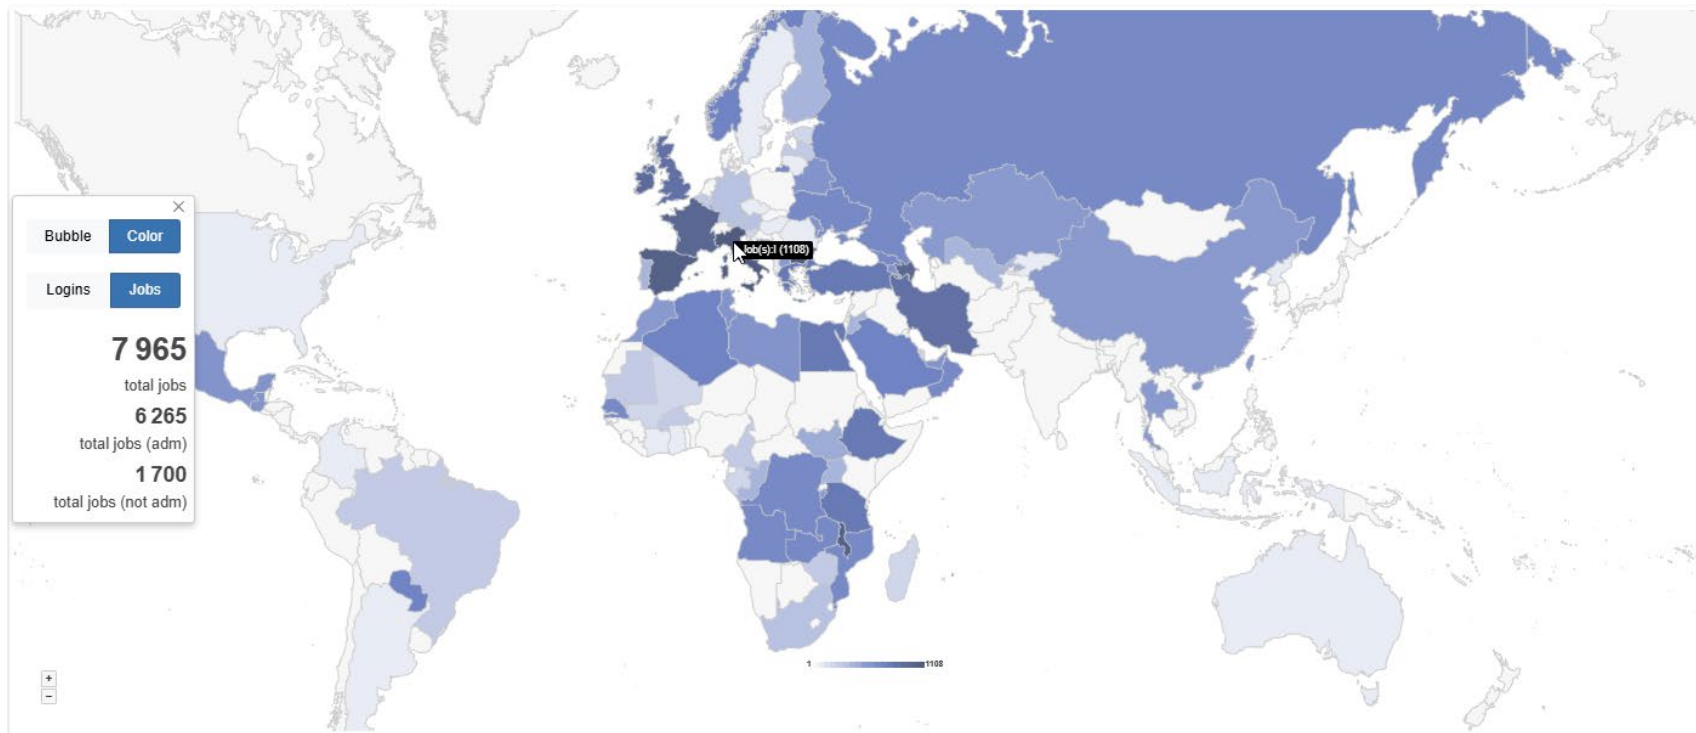 Bubble Color
Logins Jobs
7 965
total jobs
6 265
total jobs (adm)
1 700
total jobs (not adm)
(1108)
1 1108
+
−